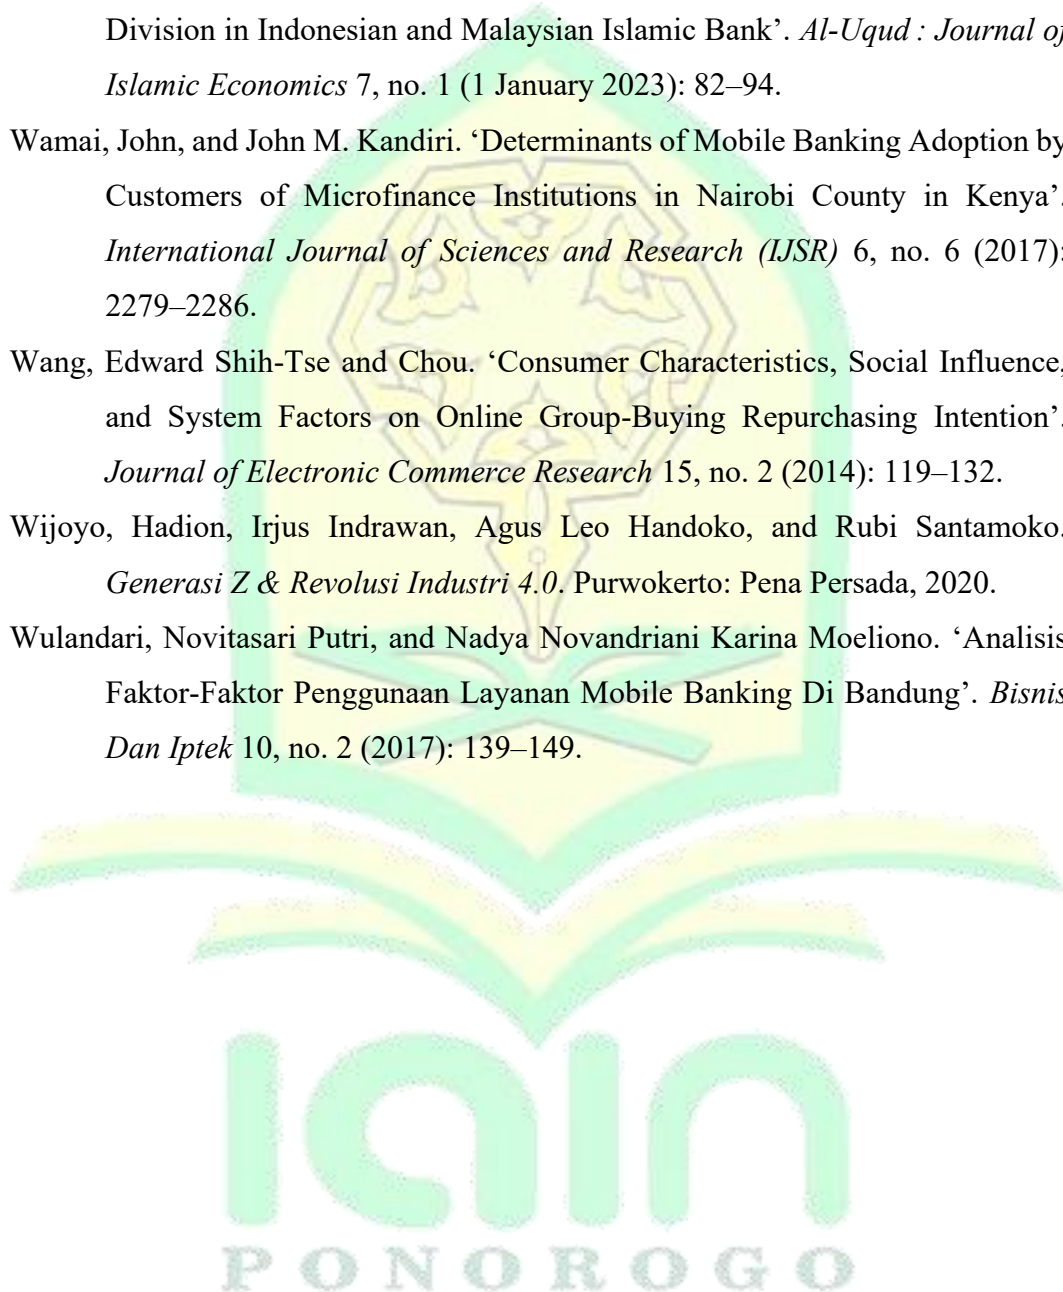 Division in Indonesian and Malaysian Islamic Bank’. Al-Uqud : Journal of
Islamic Economics 7, no. 1 (1 January 2023): 82–94.
Wamai, John, and John M. Kandiri. ‘Determinants of Mobile Banking Adoption by
Customers of Microfinance Institutions in Nairobi County in Kenya’.
International Journal of Sciences and Research (IJSR) 6, no. 6 (2017):
2279–2286.
Wang, Edward Shih-Tse and Chou. ‘Consumer Characteristics, Social Influence,
and System Factors on Online Group-Buying Repurchasing Intention’.
Journal of Electronic Commerce Research 15, no. 2 (2014): 119–132.
Wijoyo, Hadion, Irjus Indrawan, Agus Leo Handoko, and Rubi Santamoko.
Generasi Z & Revolusi Industri 4.0. Purwokerto: Pena Persada, 2020.
Wulandari, Novitasari Putri, and Nadya Novandriani Karina Moeliono. ‘Analisis
Faktor-Faktor Penggunaan Layanan Mobile Banking Di Bandung’. Bisnis
Dan Iptek 10, no. 2 (2017): 139–149.
iain
PONOROGO